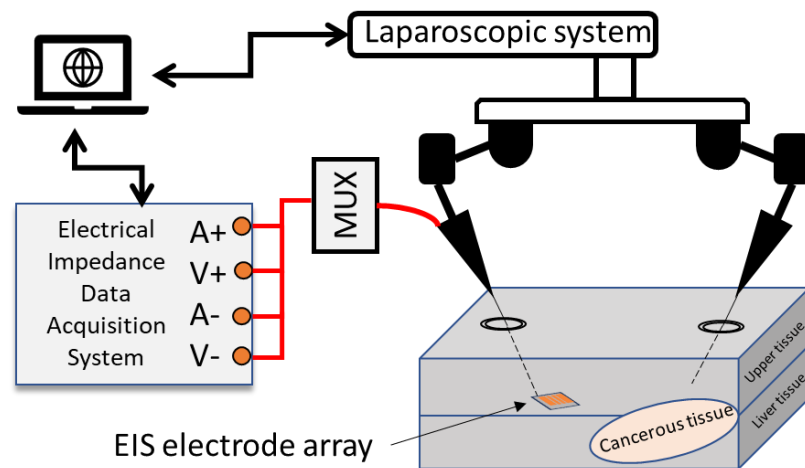 Laparoscopic system
MUX
Electrical
Impedance
Data
Acquisition
System
A+
V+
A-
V-
Upper tissue
Liver tissue
Cancerous tissue
EIS electrode array